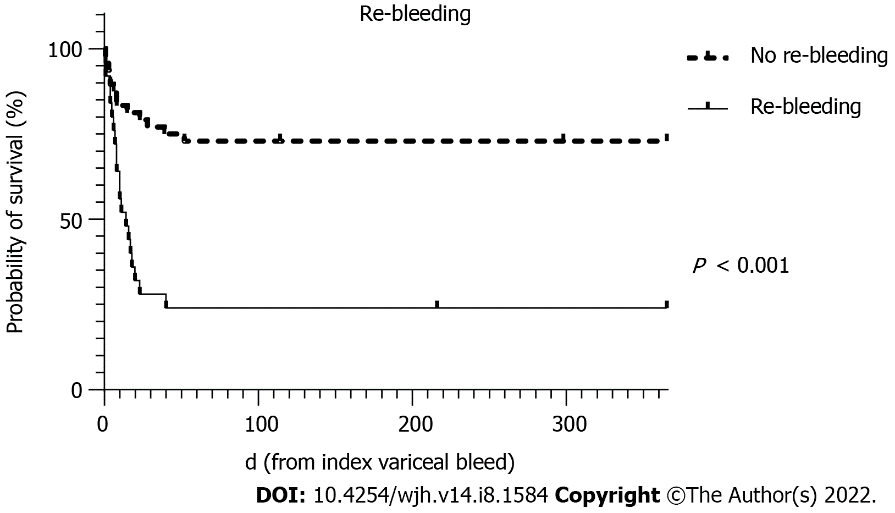 Re-bleeding
100
50
0
Probability of survival (%)
0 100 200 300
d (from index variceal bleed)
No re-bleeding
Re-bleeding
P < 0.001
DOI: 10.4254/wjh.v14.i8.1584 Copyright ©The Author(s) 2022.